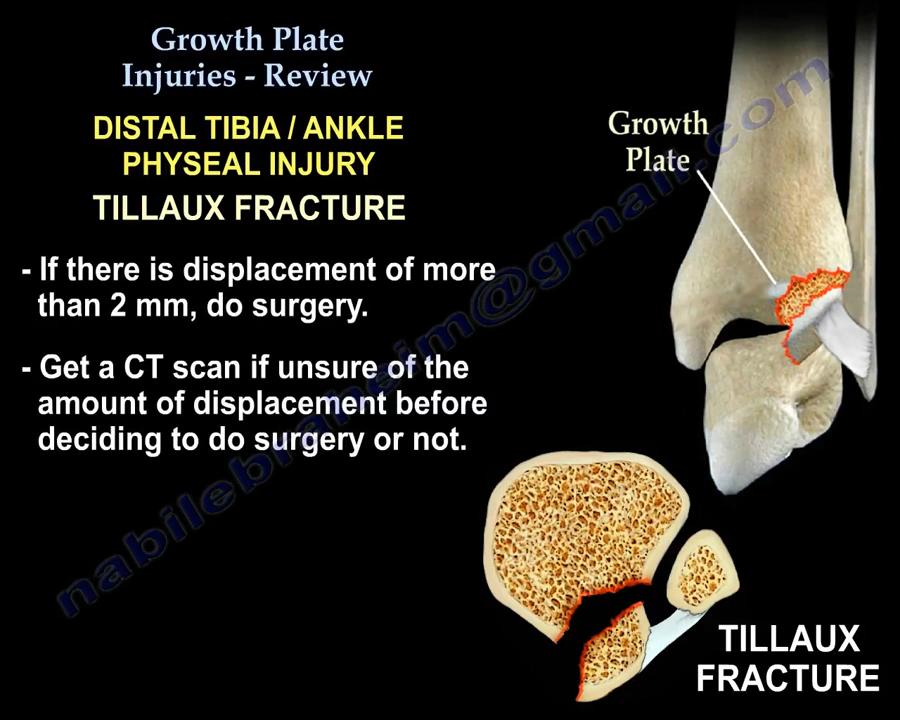 Growth Plate
Injuries - Review
DISTAL TIBIA / ANKLE
PHYSEAL INJURY
TILLAUX FRACTURE
- If there is displacement of more
than 2 mm, do surgery.
- Get a CT scan if unsure of the
amount of displacement before
deciding to do surgery or not.
Growth
Plate
TILLAUX
FRACTURE
nabilebraheim@gmail.com